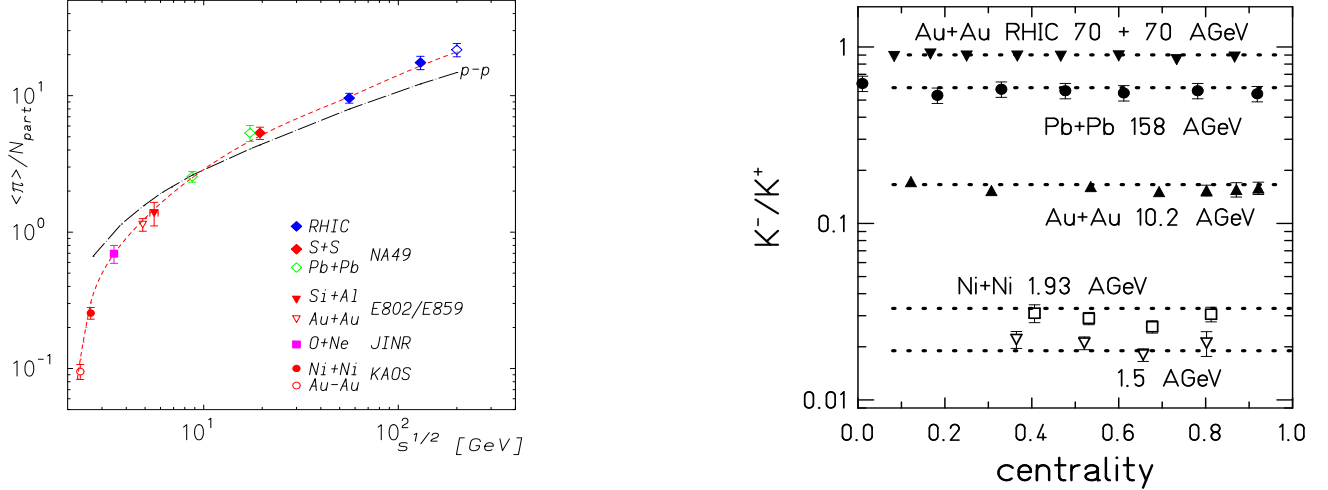 <π>/N_part
10^1
10^0
10^-1
p-p
RHIC
S+S
NA49
Pb+Pb
Si+Al
E802/E859
Au+Au
O+Ne JINR
Ni+Ni
KAOS
Au-Au
10^1
10^2
s^1/2 [GeV]
K^-/K^+
1
0.1
0.01
Au+Au RHIC 70 + 70 AGeV
Pb+Pb 158 AGeV
Au+Au 10.2 AGeV
Ni+Ni 1.93 AGeV
1.5 AGeV
0.0 0.2 0.4 0.6 0.8 1.0
centrality